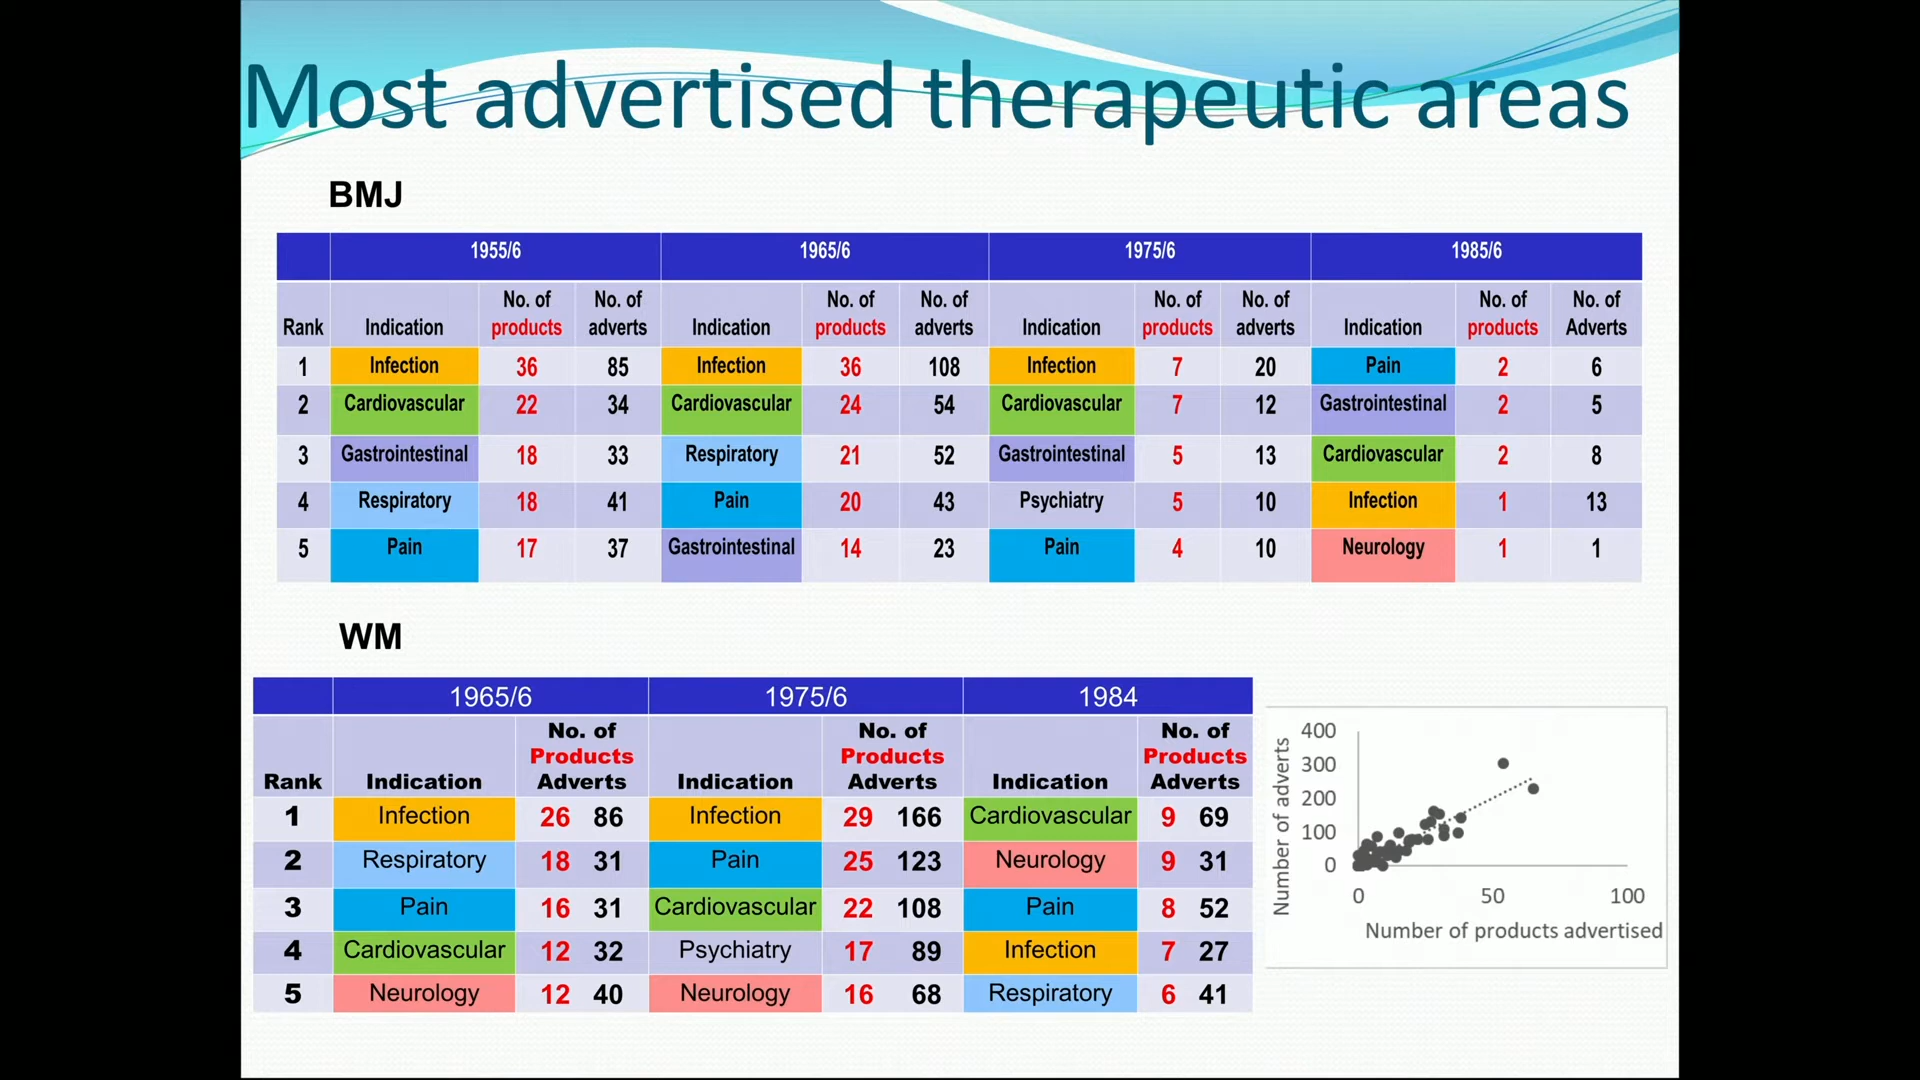 Most advertised therapeutic areas
BMJ
1955/6 1965/6 1975/6 1985/6
Rank Indication No. of products No. of adverts Indication No. of products No. of adverts Indication No. of products No. of adverts Indication No. of products No. of Adverts
1 Infection 36 85 Infection 36 108 Infection 7 20 Pain 2 6
2 Cardiovascular 22 34 Cardiovascular 24 54 Cardiovascular 7 12 Gastrointestinal 2 5
3 Gastrointestinal 18 33 Respiratory 21 52 Gastrointestinal 5 13 Cardiovascular 2 8
4 Respiratory 18 41 Pain 20 43 Psychiatry 5 10 Infection 1 13
5 Pain 17 37 Gastrointestinal 14 23 Pain 4 10 Neurology 1 1
WM
1965/6 1975/6 1984
Rank Indication No. of Products Adverts Indication No. of Products Adverts Indication No. of Products Adverts
1 Infection 26 86 Infection 29 166 Cardiovascular 9 69
2 Respiratory 18 31 Pain 25 123 Neurology 9 31
3 Pain 16 31 Cardiovascular 22 108 Pain 8 52
4 Cardiovascular 12 32 Psychiatry 17 89 Infection 7 27
5 Neurology 12 40 Neurology 16 68 Respiratory 6 41
Number of adverts
400
300
200
100
0
0 50 100
Number of products advertised